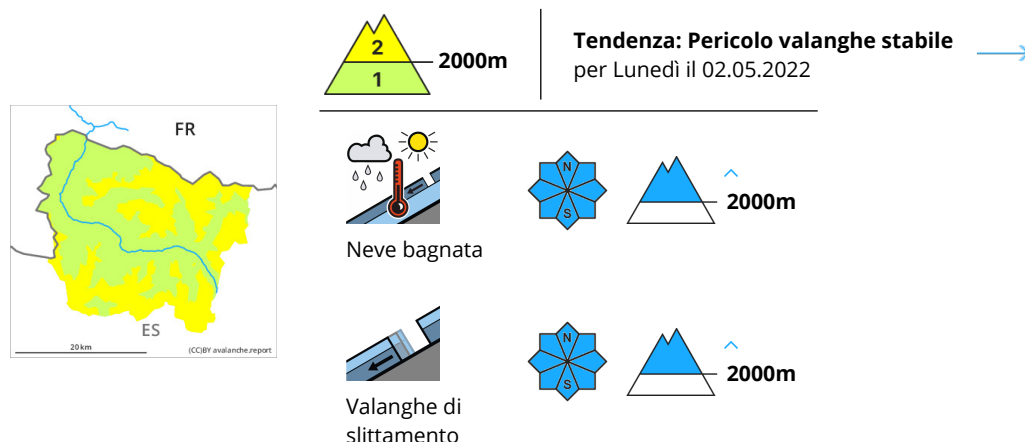 2
1
2000m
Tendenza: Pericolo valanghe stabile
per Lunedì il 02.05.2022
FR
ES
20 km
(CC)BY avalanche.report
N
S
2000m
Neve bagnata
N
S
2000m
Valanghe di
slittamento